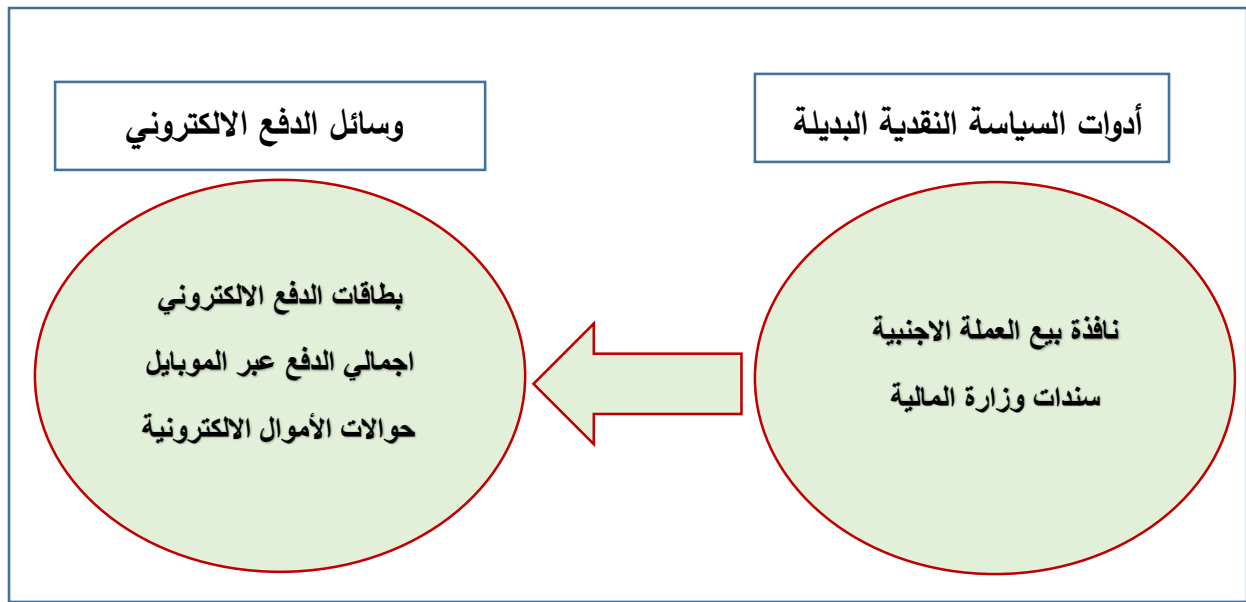 أدوات السياسة النقدية البديلة
نافذة بيع العملة الاجنبية
سندات وزارة المالية
وسائل الدفع الالكتروني
بطاقات الدفع الالكتروني
اجمالي الدفع عبر الموبايل
حوالات الأموال الالكترونية